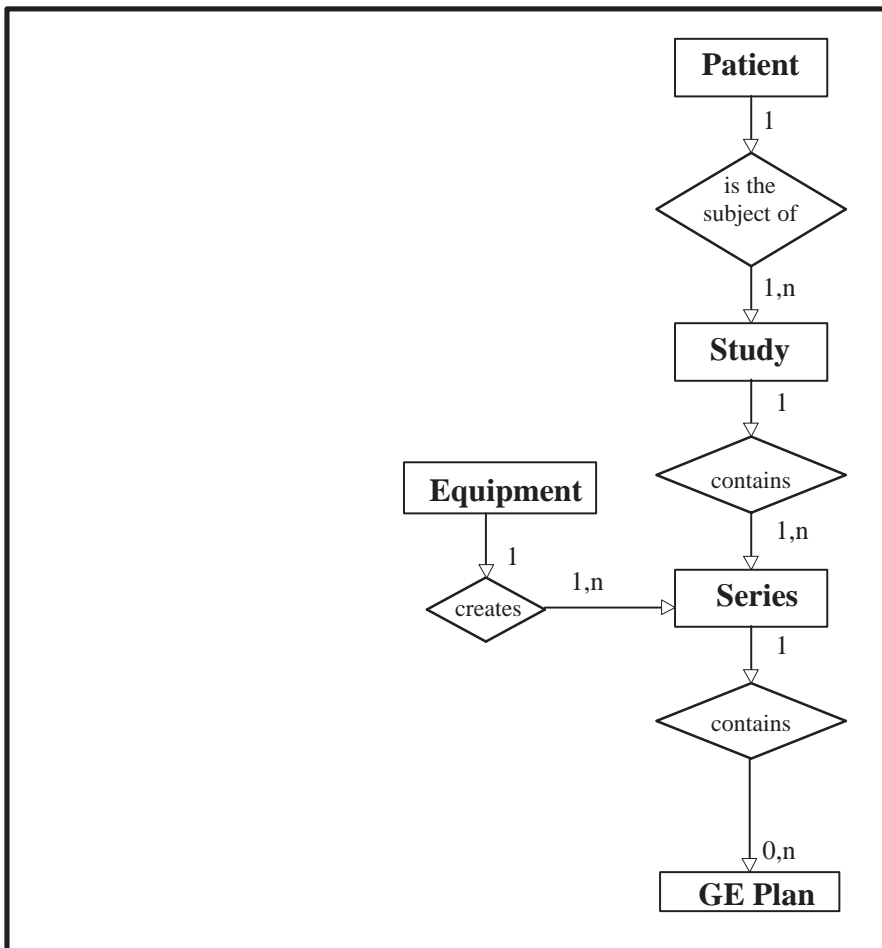 Patient
1
is the
subject of
1,n
Study
1
contains
Equipment
1,n
1
1,n
Series
creates
1
contains
0,n
GE Plan